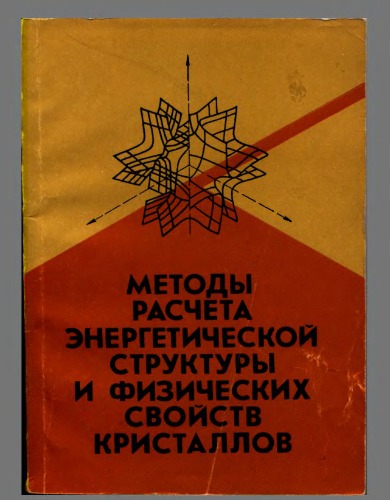 МЕТОДЫ
РАСЧЕТА
ЭНЕРГЕТИЧЕСКОЙ
СТРУКТУРЫ
И ФИЗИЧЕСКИХ
СВОЙСТВ
КРИСТАЛЛОВ